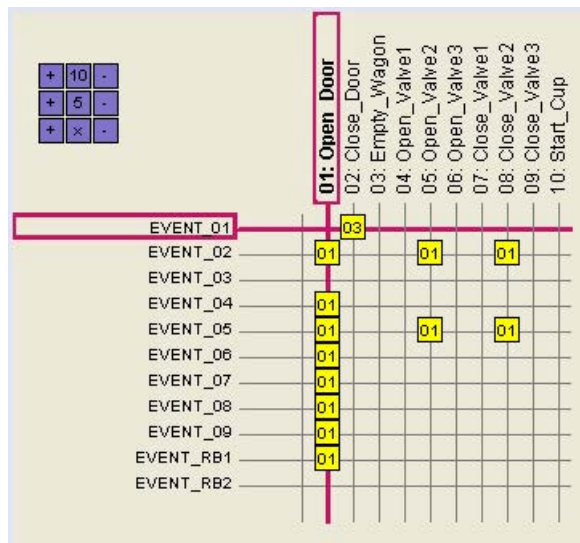 + 10 -
+ 5 -
+ x -
01: Open_Door
02: Close_Door
03: Empty_Wagon
04: Open_Valve1
05: Open_Valve2
06: Open_Valve3
07: Close_Valve1
08: Close_Valve2
09: Close_Valve3
10: Start_Cup
EVENT_01 03
EVENT_02 01 01 01
EVENT_03
EVENT_04 01
EVENT_05 01 01 01
EVENT_06 01
EVENT_07 01
EVENT_08 01
EVENT_09 01
EVENT_RB1 01
EVENT_RB2